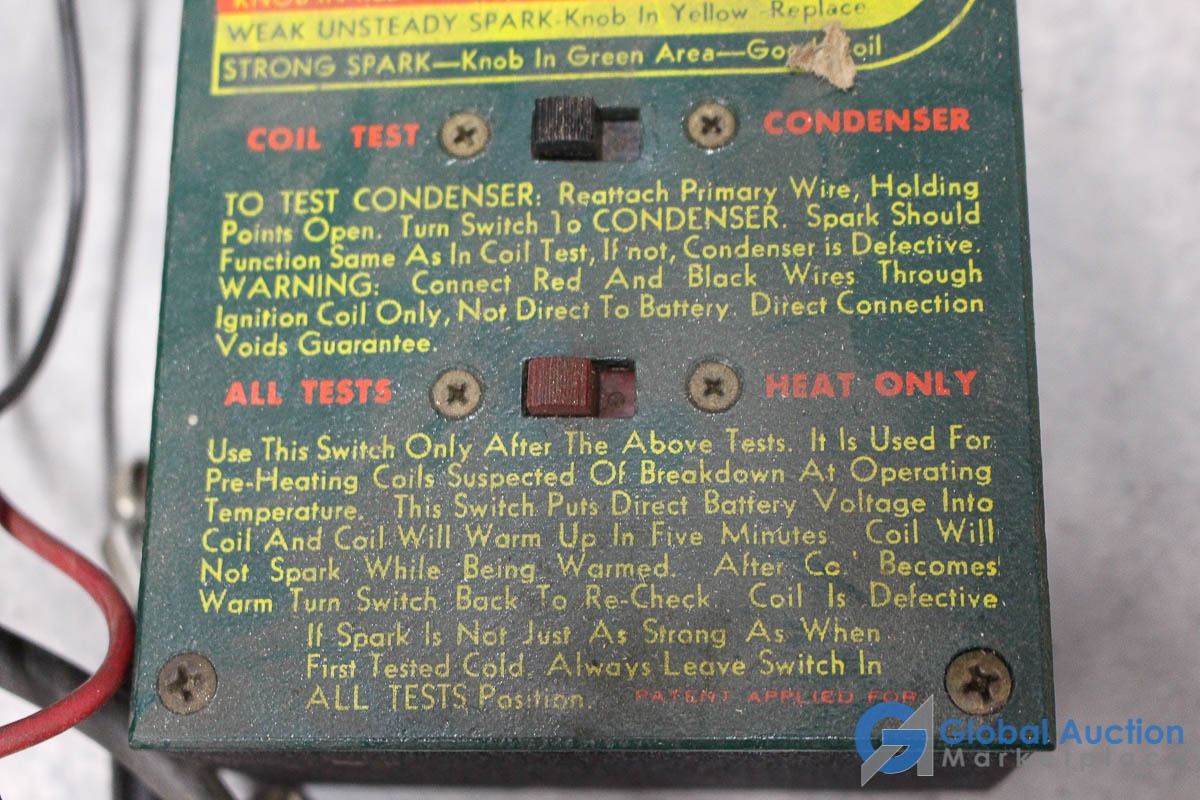 KNOB IN
WEAK UNSTEADY SPARK-Knob In Yellow-Replace
STRONG SPARK—Knob In Green Area—Good Coil
COIL TEST CONDENSER
TO TEST CONDENSER: Reattach Primary Wire, Holding
Points Open. Turn Switch To CONDENSER. Spark Should
Function Same As In Coil Test, If not, Condenser is Defective.
WARNING: Connect Red And Black Wires Through
Ignition Coil Only, Not Direct To Battery. Direct Connection
Voids Guarantee.
ALL TESTS HEAT ONLY
Use This Switch Only After The Above Tests. It Is Used For
Pre-Heating Coils Suspected Of Breakdown At Operating
Temperature. This Switch Puts Direct Battery Voltage Into
Coil And Coil Will Warm Up In Five Minutes. Coil Will
Not Spark While Being Warmed. After Co Becomes
Warm Turn Switch Back To Re-Check. Coil Is Defective
If Spark Is Not Just As Strong As When
First Tested Cold. Always Leave Switch In
ALL TESTS Position. PATENT APPLIED FOR
Global Auction
Marketplace